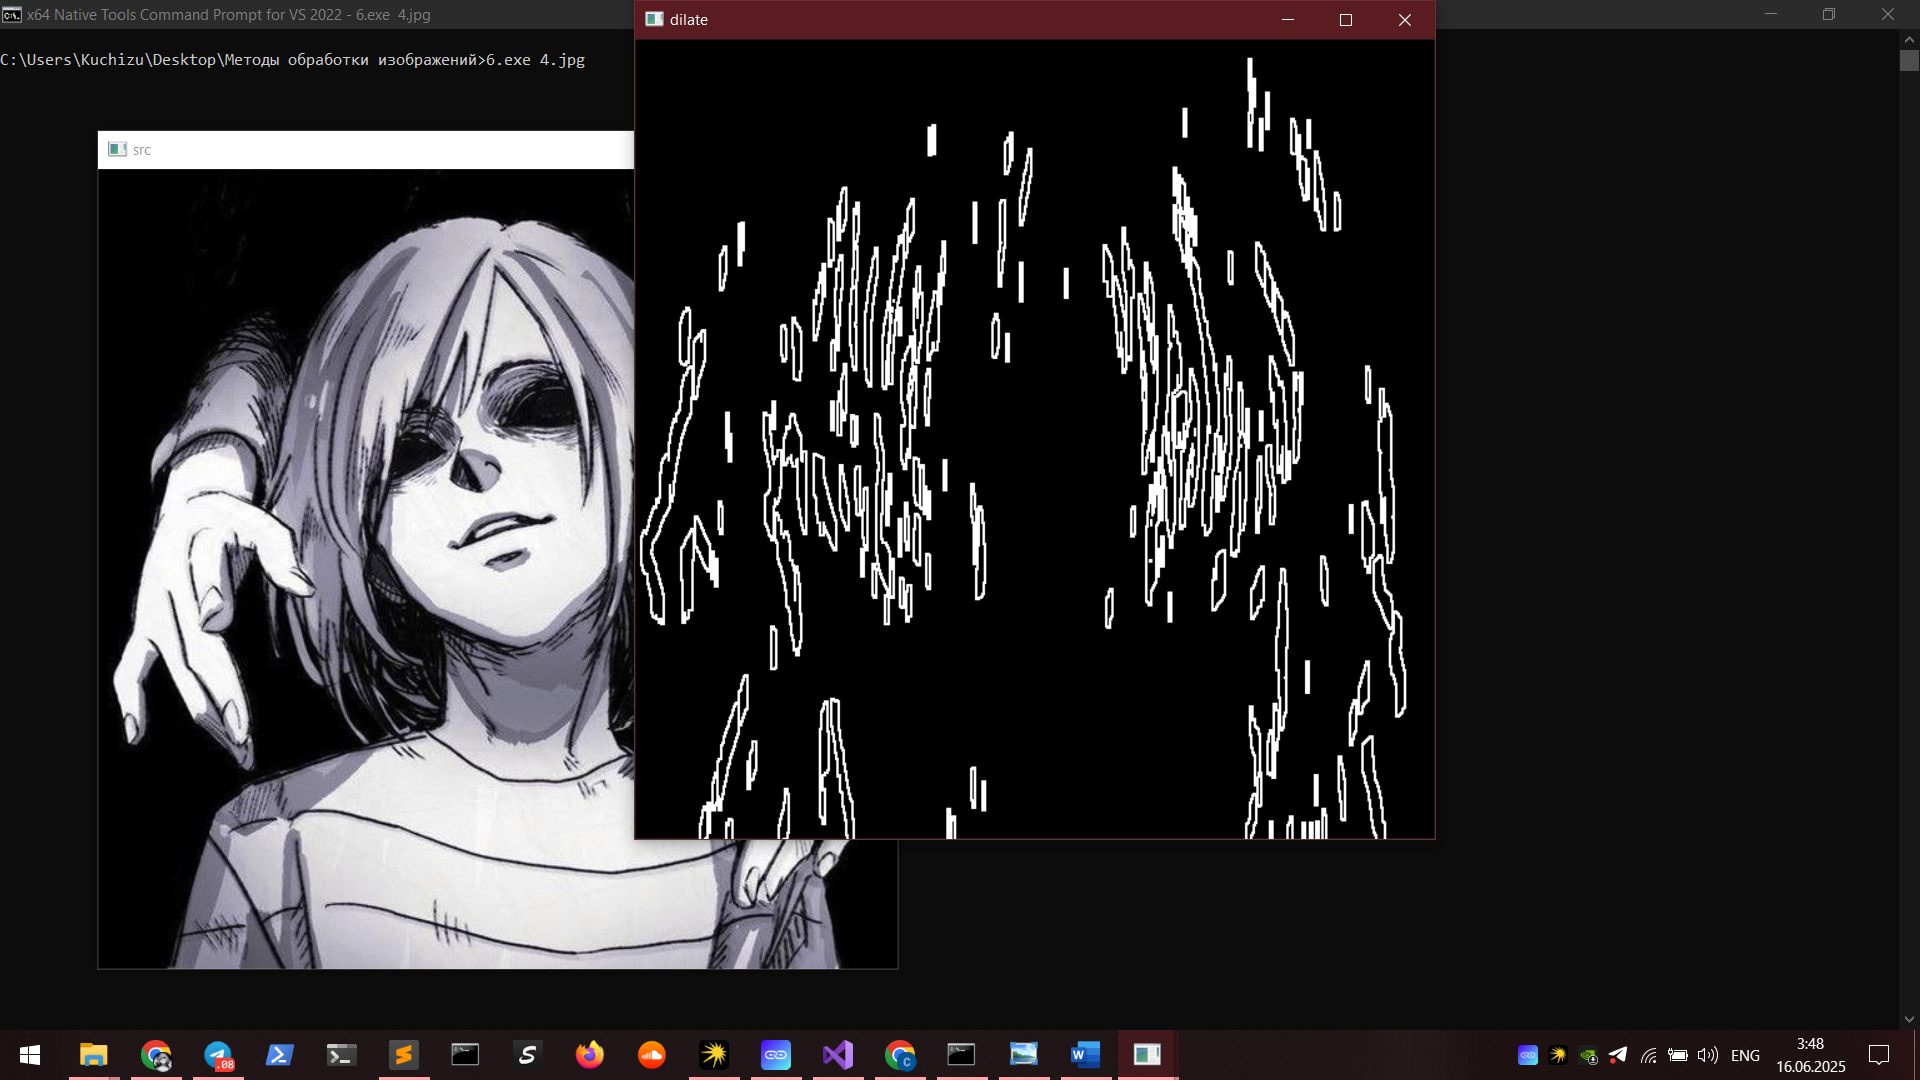 x64 Native Tools Command Prompt for VS 2022 - 6.exe 4.jpg
dilate
C:\Users\Kuchizu\Desktop\Методы обработки изображений>6.exe 4.jpg
src
.08
ENG
3:48
16.06.2025